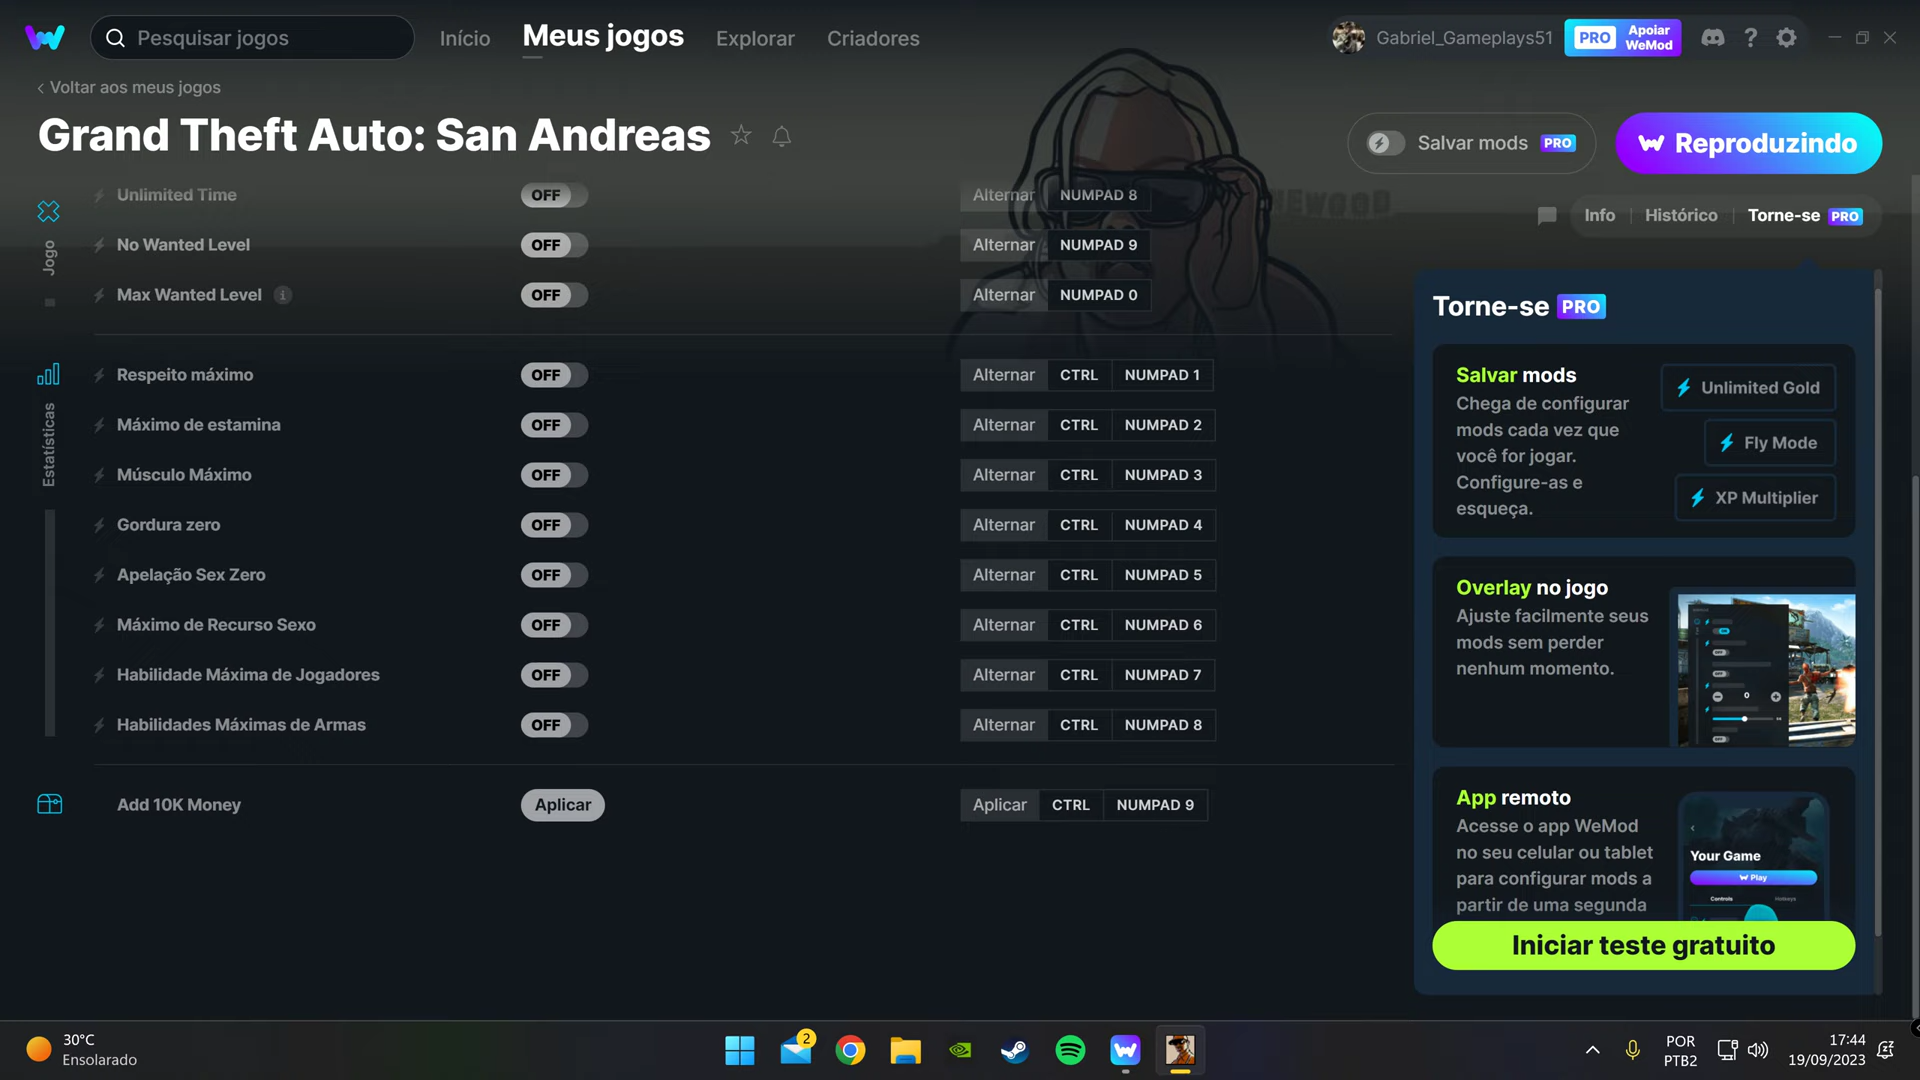 Pesquisar jogos
Início
Meus jogos
Explorar
Criadores
Gabriel_Gameplays51
PRO Apoiar WeMod
?
Voltar aos meus jogos
Grand Theft Auto: San Andreas
Salvar mods PRO
Reproduzindo
Info
Histórico
Torne-se PRO
Jogo
Unlimited Time OFF Alternar NUMPAD 8
No Wanted Level OFF Alternar NUMPAD 9
Max Wanted Level OFF Alternar NUMPAD 0
Estatísticas
Respeito máximo OFF Alternar CTRL NUMPAD 1
Máximo de estamina OFF Alternar CTRL NUMPAD 2
Músculo Máximo OFF Alternar CTRL NUMPAD 3
Gordura zero OFF Alternar CTRL NUMPAD 4
Apelação Sex Zero OFF Alternar CTRL NUMPAD 5
Máximo de Recurso Sexo OFF Alternar CTRL NUMPAD 6
Habilidade Máxima de Jogadores OFF Alternar CTRL NUMPAD 7
Habilidades Máximas de Armas OFF Alternar CTRL NUMPAD 8
Add 10K Money Aplicar Aplicar CTRL NUMPAD 9
Torne-se PRO
Salvar mods
Chega de configurar
mods cada vez que
você for jogar.
Configure-as e
esqueça.
Unlimited Gold
Fly Mode
XP Multiplier
Overlay no jogo
Ajuste facilmente seus
mods sem perder
nenhum momento.
0
App remoto
Acesse o app WeMod
no seu celular ou tablet
para configurar mods a
partir de uma segunda
Your Game
Play
Controls
Hotkeys
Iniciar teste gratuito
30°C
Ensolarado
2
POR
PTB2
17:44
19/09/2023